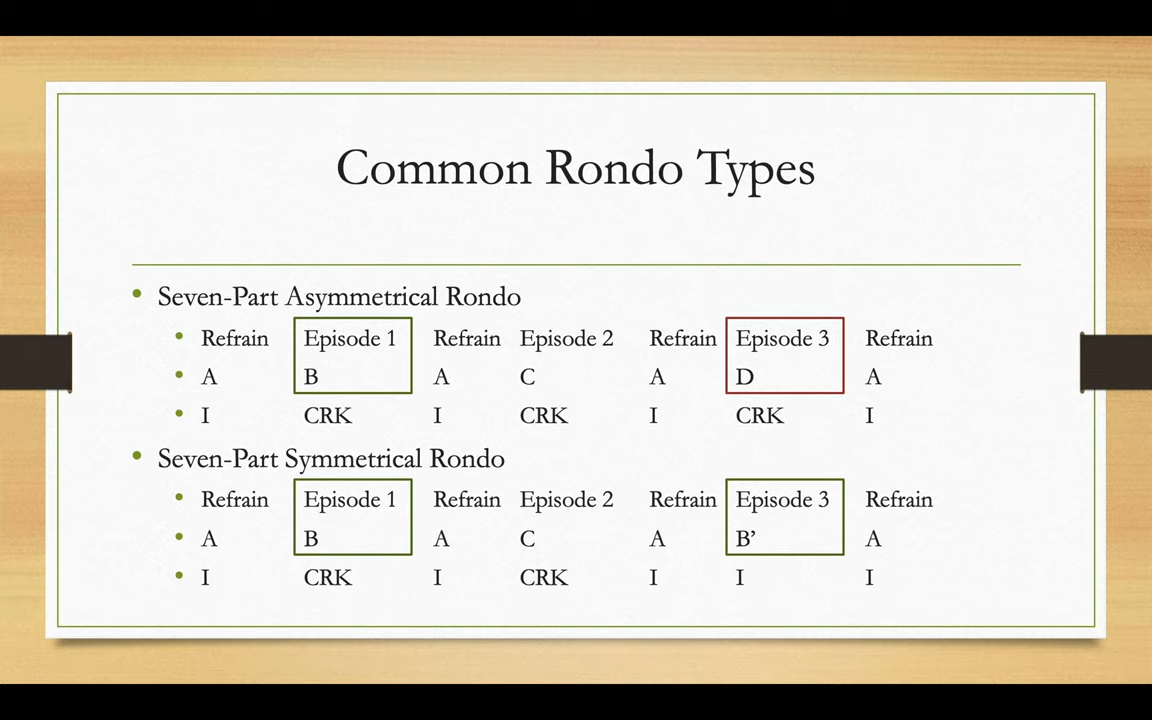 Common Rondo Types
• Seven-Part Asymmetrical Rondo
• Refrain Episode 1 Refrain Episode 2 Refrain Episode 3 Refrain
• A B A C A D A
• I CRK I CRK I CRK I
• Seven-Part Symmetrical Rondo
• Refrain Episode 1 Refrain Episode 2 Refrain Episode 3 Refrain
• A B A C A B’ A
• I CRK I CRK I I I